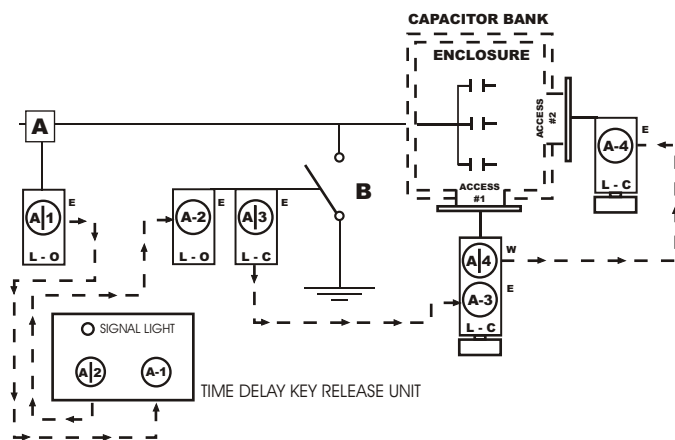 CAPACITOR BANK
ENCLOSURE
ACCESS #2
A
A-4
E
L - C
B
ACCESS #1
A|1
E
L - O
A-2
E
L - O
A|3
E
L - C
A|4
W
A-3
E
L - C
SIGNAL LIGHT
A|2
A-1
TIME DELAY KEY RELEASE UNIT